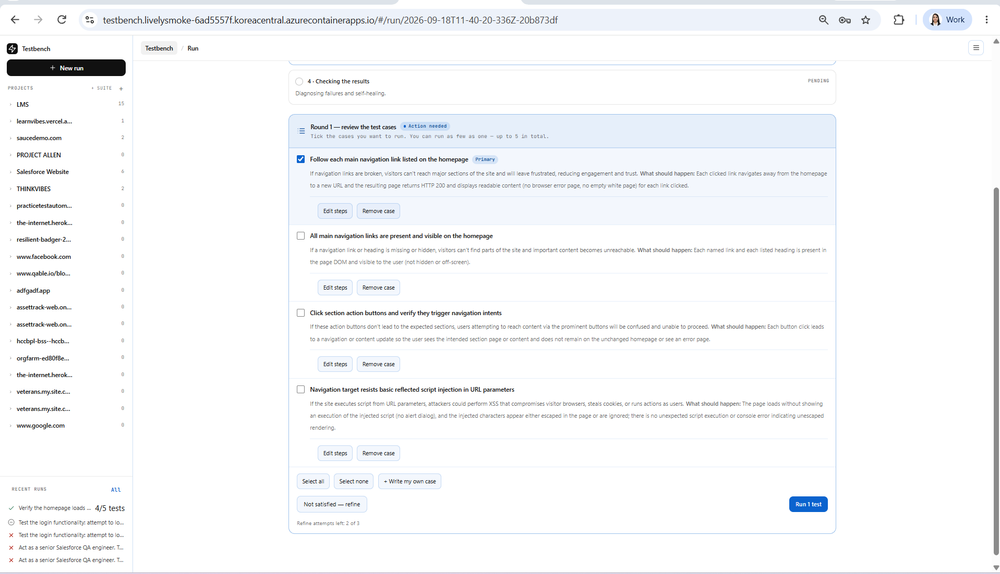 testbench.livelysmoke-6ad5557f.koreacentral.azurecontainerapps.io/#/run/2026-09-18T11-40-20-336Z-20b873df
Work
Testbench
+ New run
PROJECTS
+ SUITE +
LMS 15
learnvibes.vercel.a... 1
saucedemo.com 2
PROJECT ALLEN 0
Salesforce Website 6
THINKVIBES 2
practicetestautom... 0
the-internet.herok... 0
resilient-badger-2... 0
www.facebook.com 0
www.qable.io/blo... 0
adfgadf.app 0
assettrack-web.on... 0
assettrack-web.on... 0
hccbpl-bss--hccb... 0
orgfarm-ed80f8e... 0
the-internet.herok... 0
veterans.my.site.c... 0
veterans.my.site.c... 0
www.google.com 0
RECENT RUNS All
Verify the homepage loads ... 4/5 tests
Test the login functionality: attempt to lo...
Test the login functionality: attempt to lo...
Act as a senior Salesforce QA engineer. T...
Act as a senior Salesforce QA engineer. T...
Testbench / Run
4 · Checking the results PENDING
Diagnosing failures and self-healing.
Round 1 — review the test cases Action needed
Tick the cases you want to run. You can run as few as one — up to 5 in total.
Follow each main navigation link listed on the homepage Primary
If navigation links are broken, visitors can't reach major sections of the site and will leave frustrated, reducing engagement and trust. What should happen: Each clicked link navigates away from the homepage
to a new URL and the resulting page returns HTTP 200 and displays readable content (no browser error page, no empty white page) for each link clicked.
Edit steps Remove case
All main navigation links are present and visible on the homepage
If a navigation link or heading is missing or hidden, visitors can't find parts of the site and important content becomes unreachable. What should happen: Each named link and each listed heading is present in
the page DOM and visible to the user (not hidden or off-screen).
Edit steps Remove case
Click section action buttons and verify they trigger navigation intents
If these action buttons don't lead to the expected sections, users attempting to reach content via the prominent buttons will be confused and unable to proceed. What should happen: Each button click leads
to a navigation or content update so the user sees the intended section page or content and does not remain on the unchanged homepage or see an error page.
Edit steps Remove case
Navigation target resists basic reflected script injection in URL parameters
If the site executes script from URL parameters, attackers could perform XSS that compromises visitor browsers, steals cookies, or runs actions as users. What should happen: The page loads without showing
an execution of the injected script (no alert dialog), and the injected characters appear either escaped in the page or are ignored; there is no unexpected script execution or console error indicating unescaped
rendering.
Edit steps Remove case
Select all Select none + Write my own case
Not satisfied — refine Run 1 test
Refine attempts left: 2 of 3